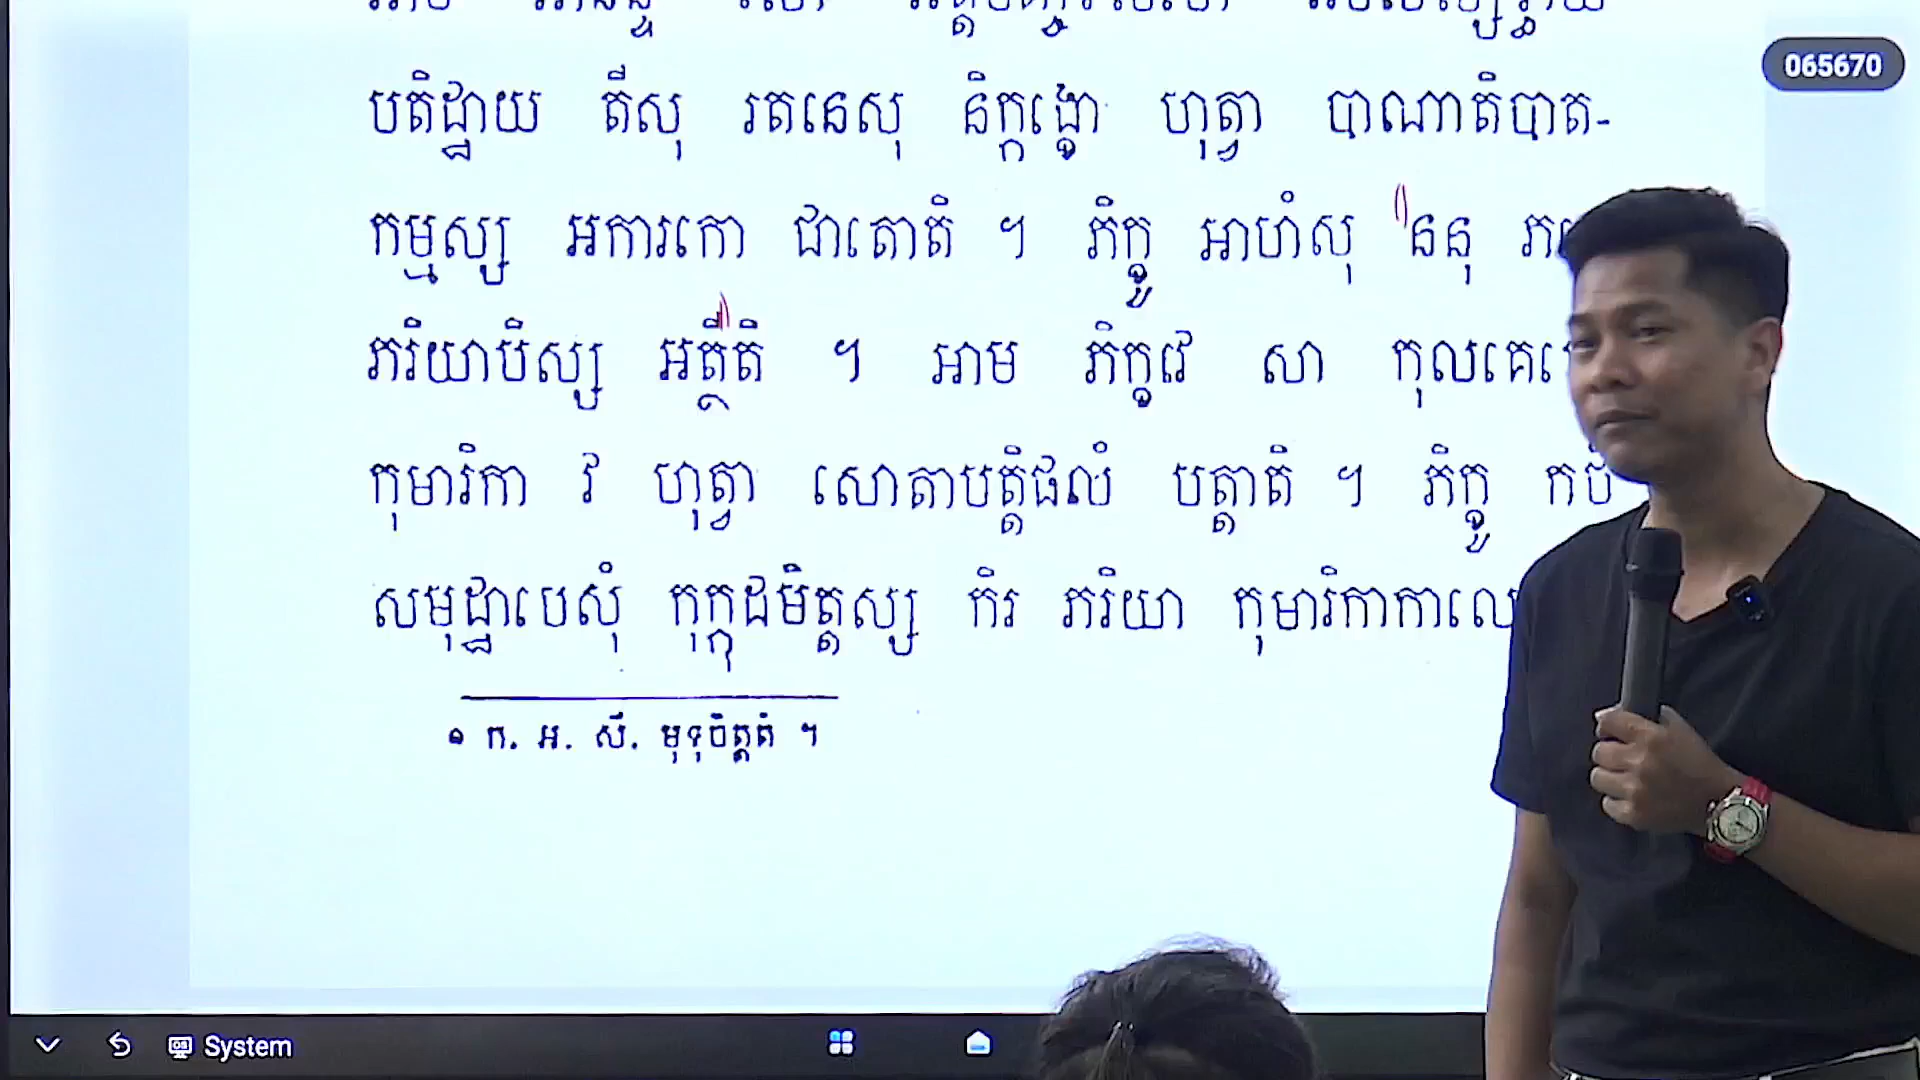 065670
បតិដ្ឋាយ តីសុ រតនេសុ និក្កង្ខោ ហុត្វា បាណាតិបាត-
កម្មស្ស អការកោ ជាតោតិ ។ ភិក្ខូ អាហំសុ ននុ
ភរិយាបិស្ស អត្ថីតិ ។ អាម ភិក្ខវេ សា កុលគេ
កុមារិកា វ ហុត្វា សោតាបត្តិផលំ បត្តាតិ ។ ភិក្ខូ កថំ
សមុដ្ឋាបេសុំ កុក្កុដមិត្តស្ស កិរ ភរិយា កុមារិកាកាលេ
១ ក. អ. សី. មុទុចិត្តតំ ។
System